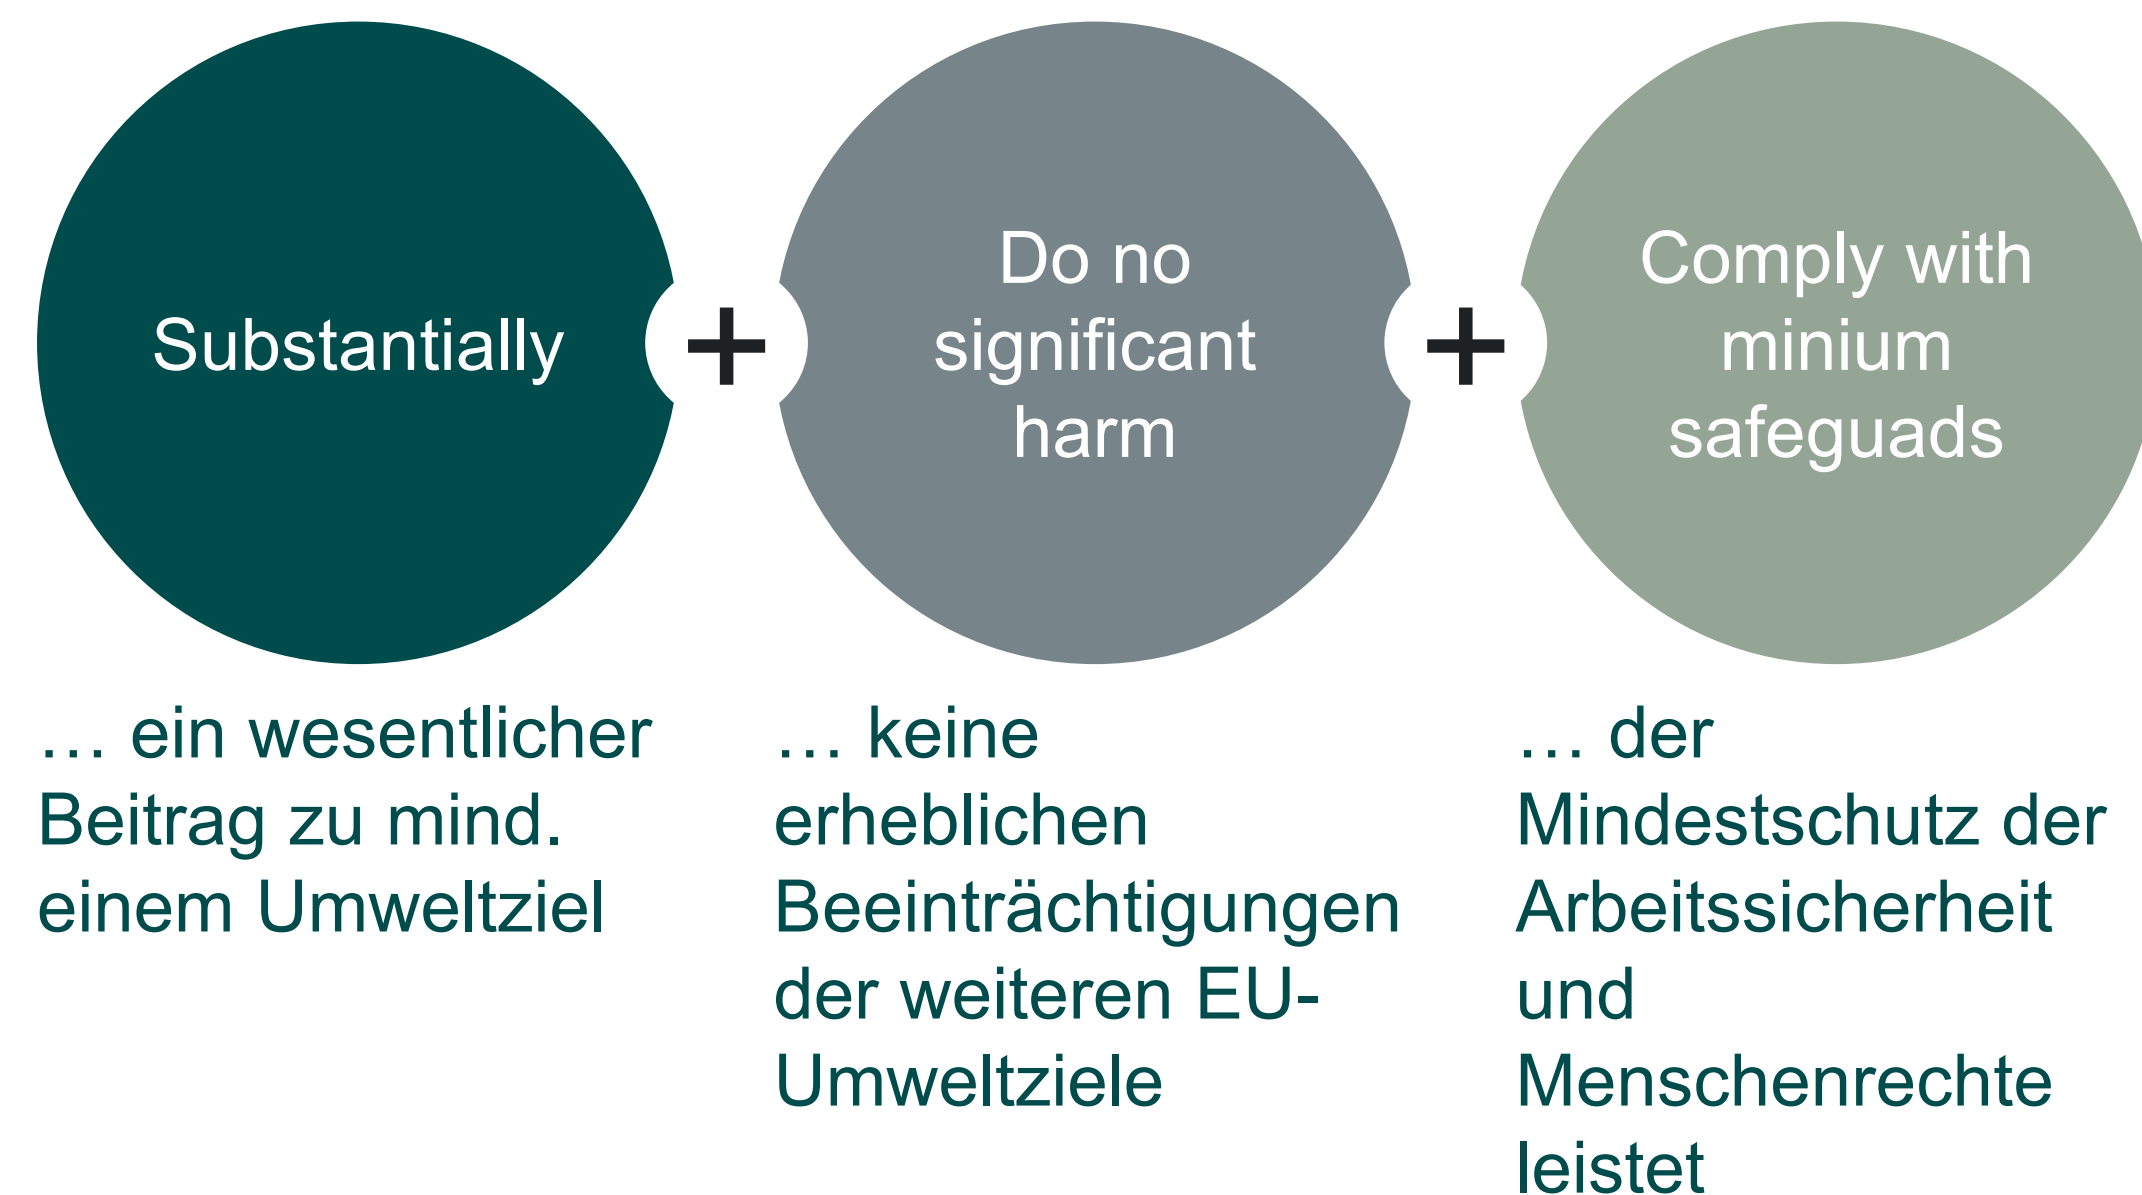 Substantially
+
Do no
significant
harm
+
Comply with
minium
safeguads
… ein wesentlicher
Beitrag zu mind.
einem Umweltziel
… keine
erheblichen
Beeinträchtigungen
der weiteren EU-
Umweltziele
… der
Mindestschutz der
Arbeitssicherheit
und
Menschenrechte
leistet